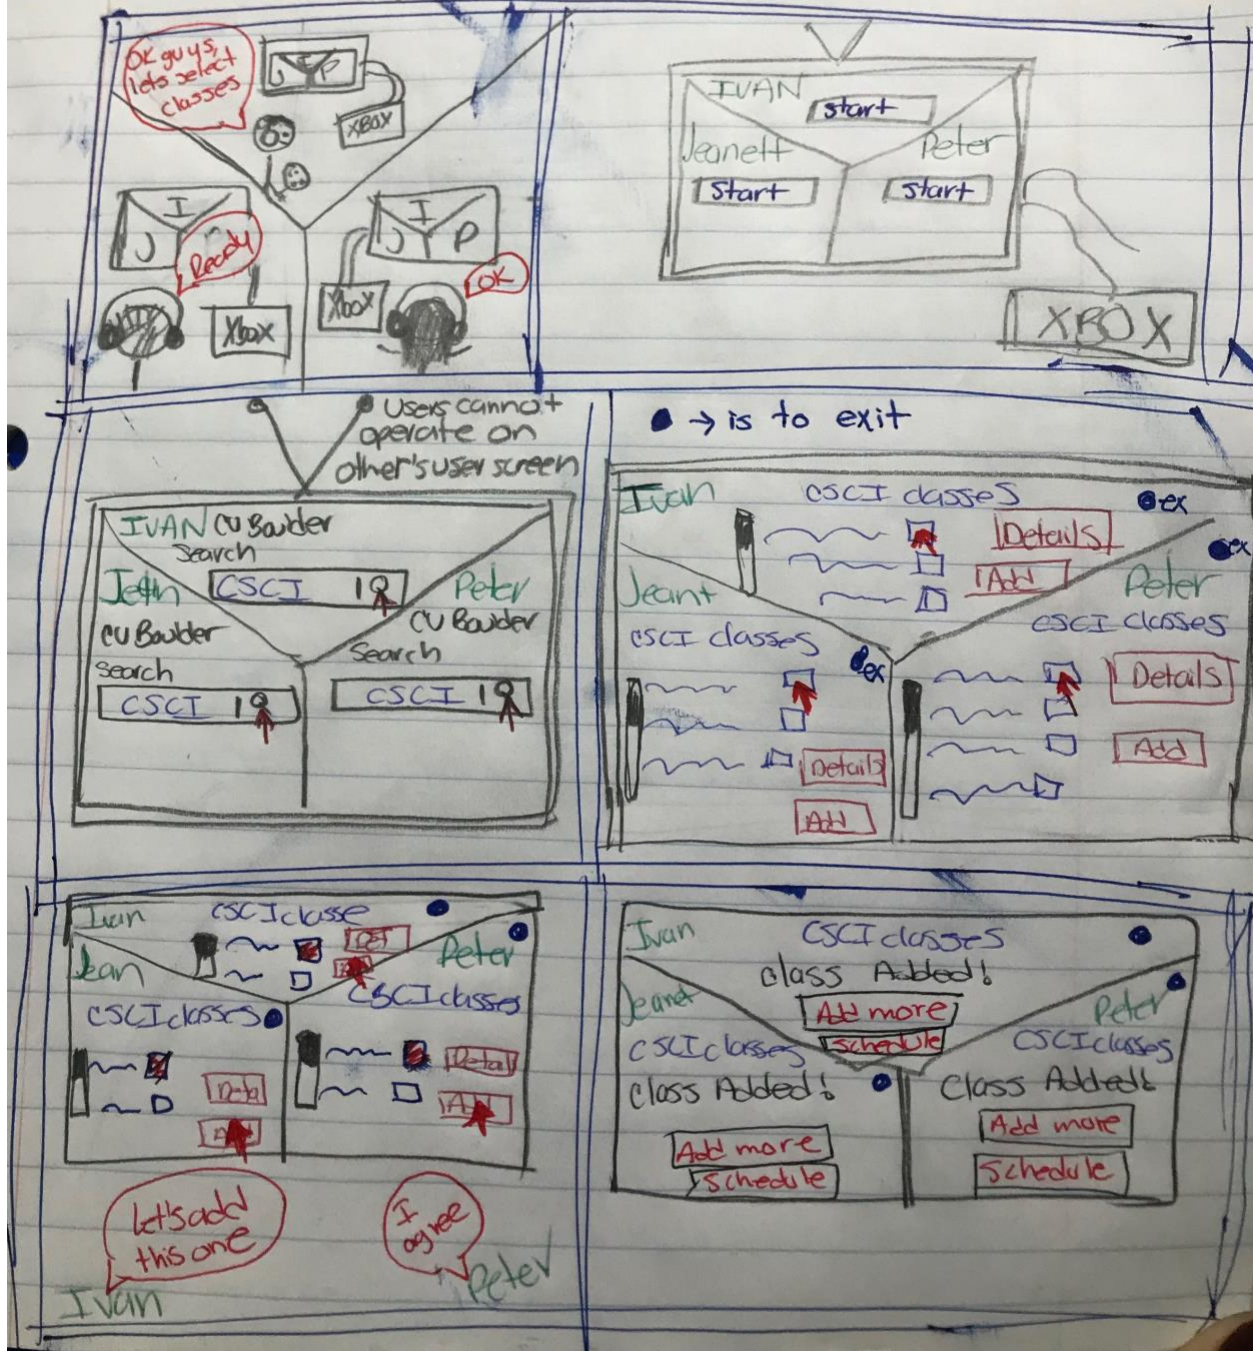 OK guys,
lets select
classes
J I P
XBOX
I
J
Ready
Xbox
I
J P
OK
Xbox
IVAN
start
Jeanett
Peter
Start
Start
XBOX
Users cannot
operate on
other's user screen
IVAN CU Boulder
Search
CSCI
Peter
CU Boulder
CU Boulder
Search
Search
CSCI
CSCI
→ is to exit
Ivan
CSCI classes
ex
Details
Add
ex
Jeant
Peter
CSCI classes
CSCI classes
ex
Details
Add
Details
Add
Ivan
CSCI classe
DET
Jean
Peter
CSCI classes
CSCI classes
Detal
Detal
Add
Let's add
this one
Ivan
I
agree
Peter
Ivan
CSCI classes
Class Added!
Add more
schedule
Jeanet
Peter
CSCI classes
CSCI classes
Class Added!
Class Added!
Add more
Schedule
Add more
Schedule